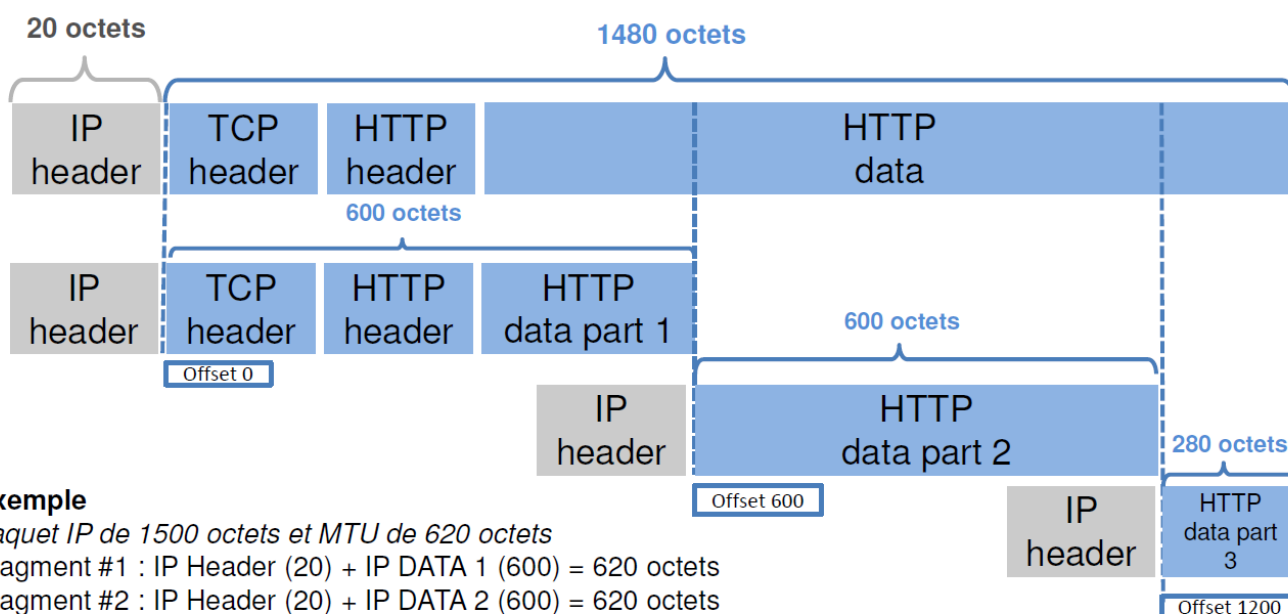 20 octets
1480 octets
IP
header
TCP
header
HTTP
header
HTTP
data
600 octets
IP
header
TCP
header
HTTP
header
HTTP
data part 1
Offset 0
600 octets
IP
header
HTTP
data part 2
Offset 600
280 octets
IP
header
HTTP
data part
3
Offset 1200
xemple
aquet IP de 1500 octets et MTU de 620 octets
ragment #1 : IP Header (20) + IP DATA 1 (600) = 620 octets
ragment #2 : IP Header (20) + IP DATA 2 (600) = 620 octets